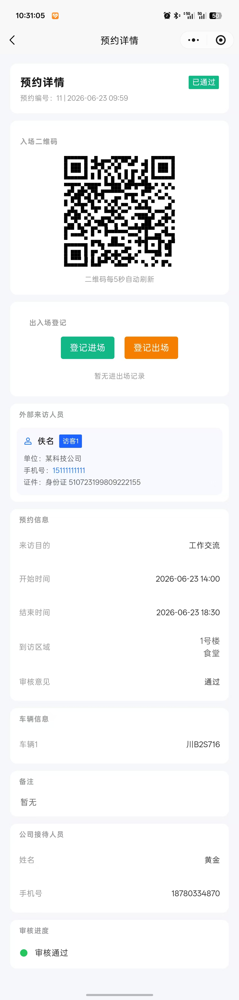 10:31:05
5G 5G 50
预约详情
预约详情
已通过
预约编号：11 | 2026-06-23 09:59
入场二维码
二维码每5秒自动刷新
出入场登记
登记进场 登记出场
暂无进出场记录
外部来访人员
佚名 访客1
单位：某科技公司
手机号：15111111111
证件：身份证 510723199809222155
预约信息
来访目的 工作交流
开始时间 2026-06-23 14:00
结束时间 2026-06-23 18:30
到访区域 1号楼
食堂
审核意见 通过
车辆信息
车辆1 川B2S716
备注
暂无
公司接待人员
姓名 黄金
手机号 18780334870
审核进度
审核通过